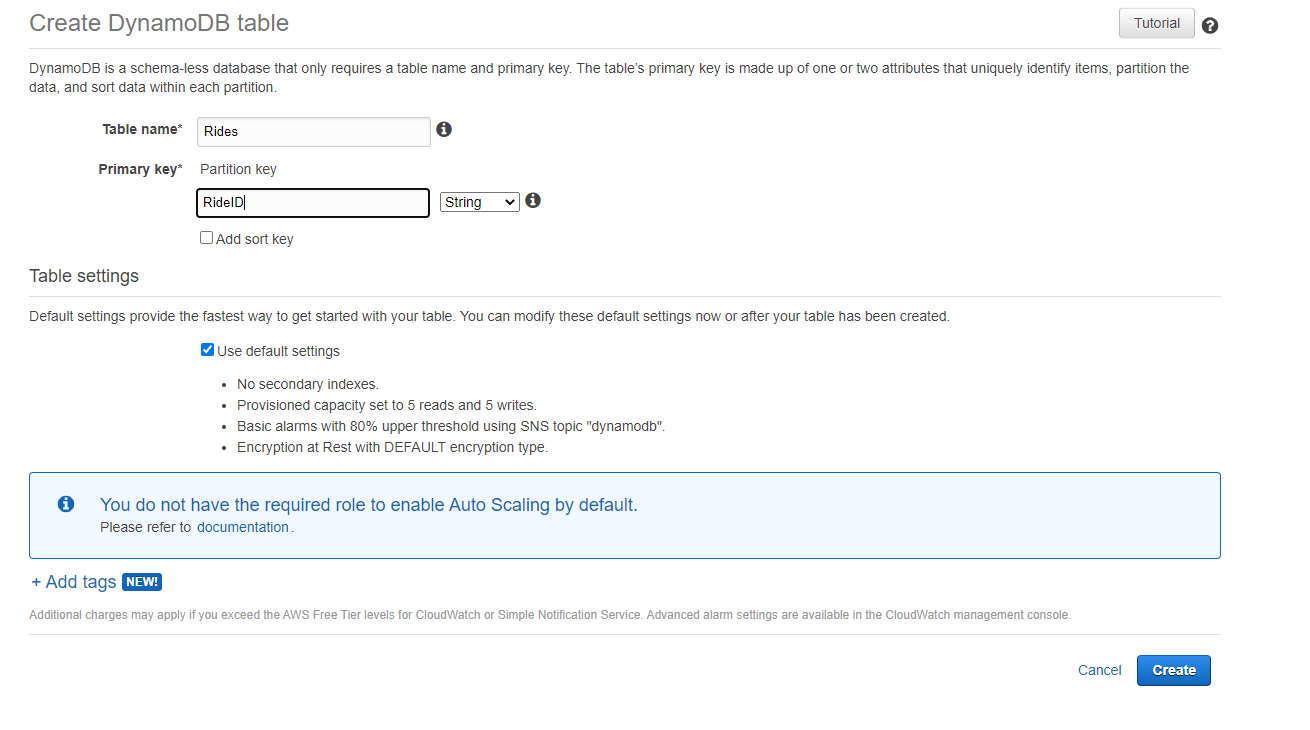 Create DynamoDB table
Tutorial
DynamoDB is a schema-less database that only requires a table name and primary key. The table's primary key is made up of one or two attributes that uniquely identify items, partition the
data, and sort data within each partition.
Table name*
Rides
Primary key*
Partition key
RideID
String
Add sort key
Table settings
Default settings provide the fastest way to get started with your table. You can modify these default settings now or after your table has been created.
Use default settings
• No secondary indexes.
• Provisioned capacity set to 5 reads and 5 writes.
• Basic alarms with 80% upper threshold using SNS topic "dynamodb".
• Encryption at Rest with DEFAULT encryption type.
You do not have the required role to enable Auto Scaling by default.
Please refer to documentation.
+ Add tags NEW!
Additional charges may apply if you exceed the AWS Free Tier levels for CloudWatch or Simple Notification Service. Advanced alarm settings are available in the CloudWatch management console.
Cancel
Create